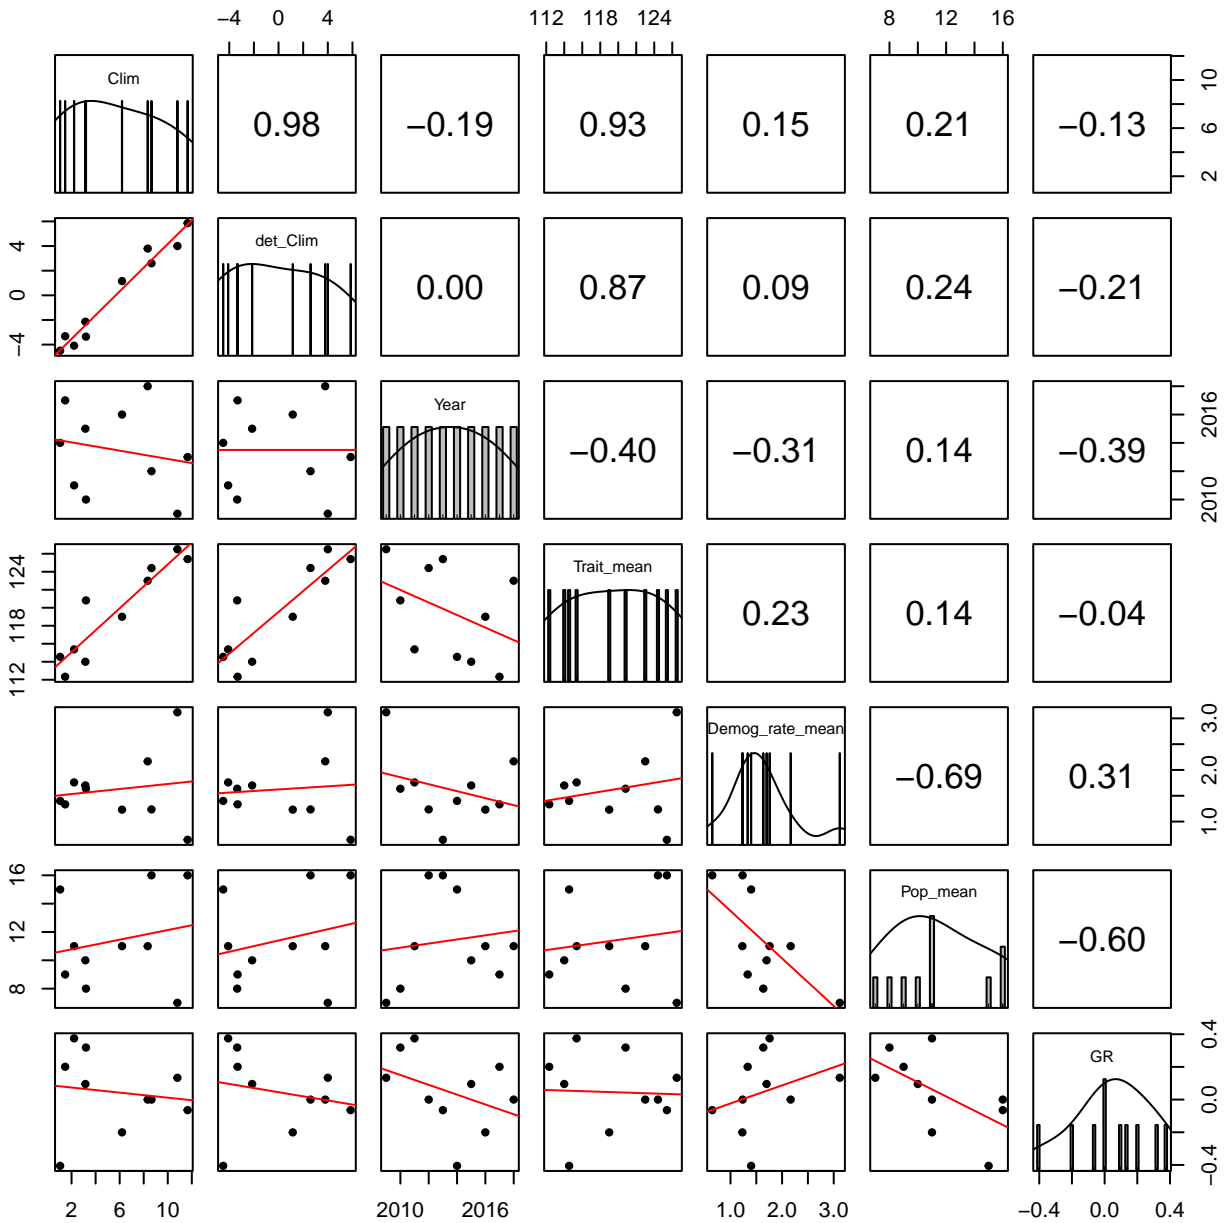 −4 0 4 112 118 124 8 12 16
Clim 0.98 −0.19 0.93 0.15 0.21 −0.13 2 6 10
−4 0 4 det_Clim 0.00 0.87 0.09 0.24 −0.21
Year −0.40 −0.31 0.14 −0.39 2010 2016
112 118 124 Trait_mean 0.23 0.14 −0.04
Demog_rate_mean −0.69 0.31 1.0 2.0 3.0
8 12 16 Pop_mean −0.60
GR −0.4 0.0 0.4
2 6 10 2010 2016 1.0 2.0 3.0 −0.4 0.0 0.4